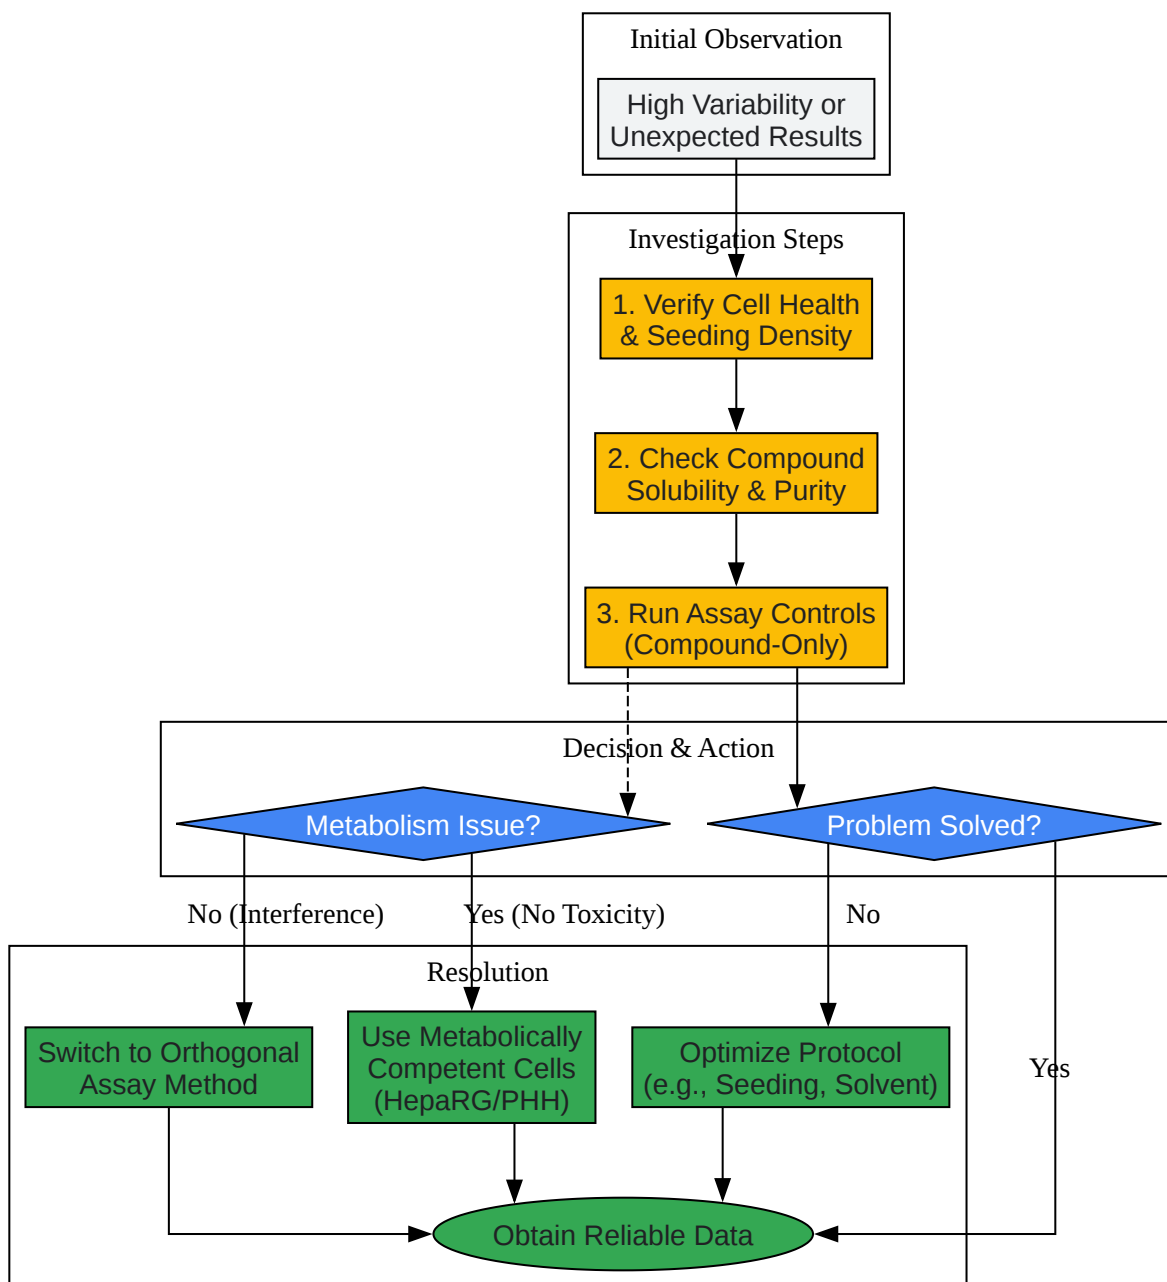 Initial Observation
High Variability or
Unexpected Results
Investigation Steps
1. Verify Cell Health
& Seeding Density
2. Check Compound
Solubility & Purity
3. Run Assay Controls
(Compound-Only)
Decision & Action
Metabolism Issue?
Problem Solved?
No (Interference)
Yes (No Toxicity)
No
Resolution
Switch to Orthogonal
Assay Method
Use Metabolically
Competent Cells
(HepaRG/PHH)
Optimize Protocol
(e.g., Seeding, Solvent)
Yes
Obtain Reliable Data